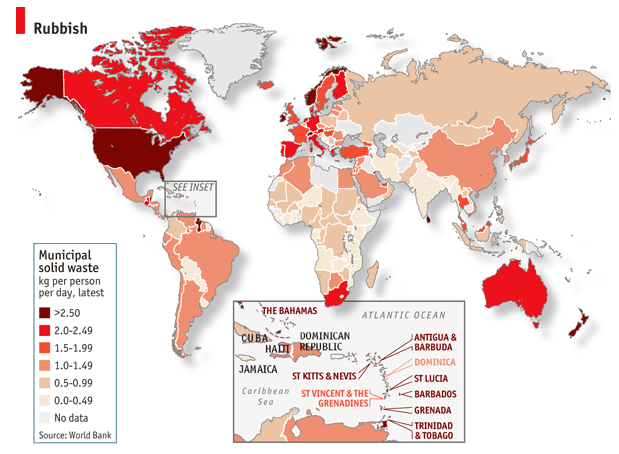 Rubbish
SEE INSET
Municipal
solid waste
kg per person
per day, latest
>2.50
2.0-2.49
1.5-1.99
1.0-1.49
0.5-0.99
0.0-0.49
No data
Source: World Bank
THE BAHAMAS
ATLANTIC OCEAN
CUBA
HAITI
DOMINICAN
REPUBLIC
JAMAICA
ANTIGUA &
BARBUDA
DOMINICA
ST KITTS & NEVIS
ST LUCIA
Caribbean
Sea
ST VINCENT & THE
GRENADINES
BARBADOS
GRENADA
TRINIDAD
& TOBAGO